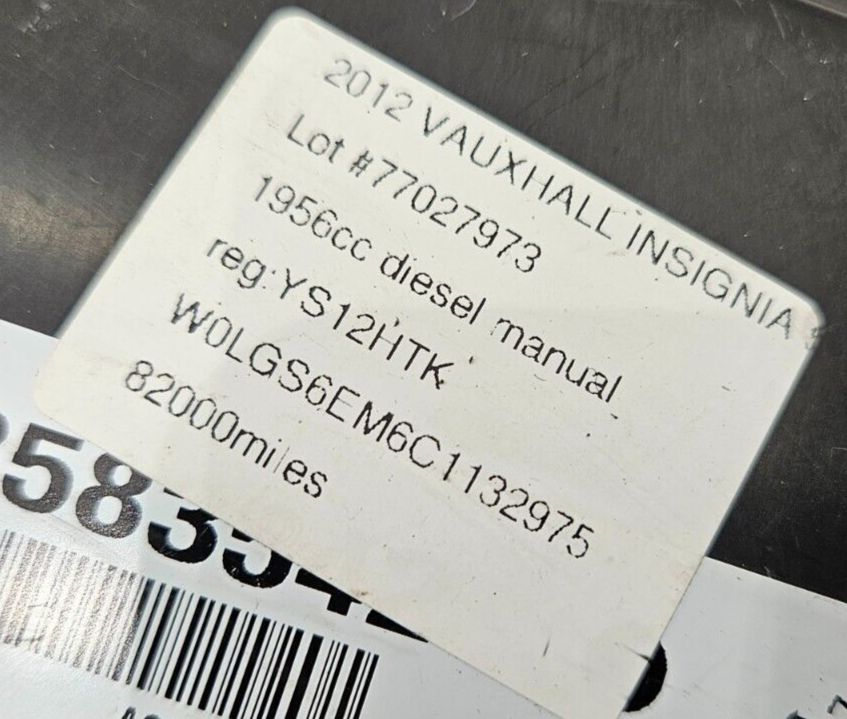 2012 VAUXHALL INSIGNIA
Lot #77027973
1956cc diesel manual
reg:YS12HTK
W0LGS6EM6C1132975
82000miles